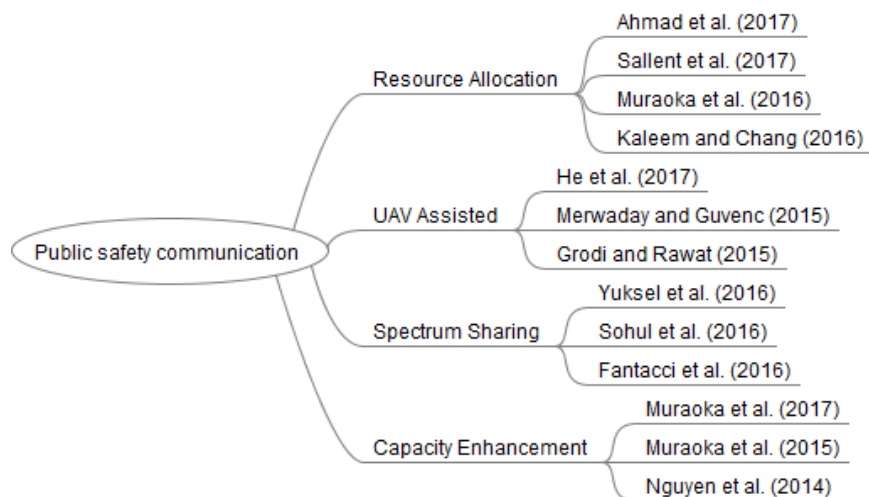 Public safety communication
Resource Allocation
Ahmad et al. (2017)
Sallent et al. (2017)
Muraoka et al. (2016)
Kaleem and Chang (2016)
UAV Assisted
He et al. (2017)
Merwaday and Guvenc (2015)
Grodi and Rawat (2015)
Spectrum Sharing
Yuksel et al. (2016)
Sohul et al. (2016)
Fantacci et al. (2016)
Capacity Enhancement
Muraoka et al. (2017)
Muraoka et al. (2015)
Nguyen et al. (2014)